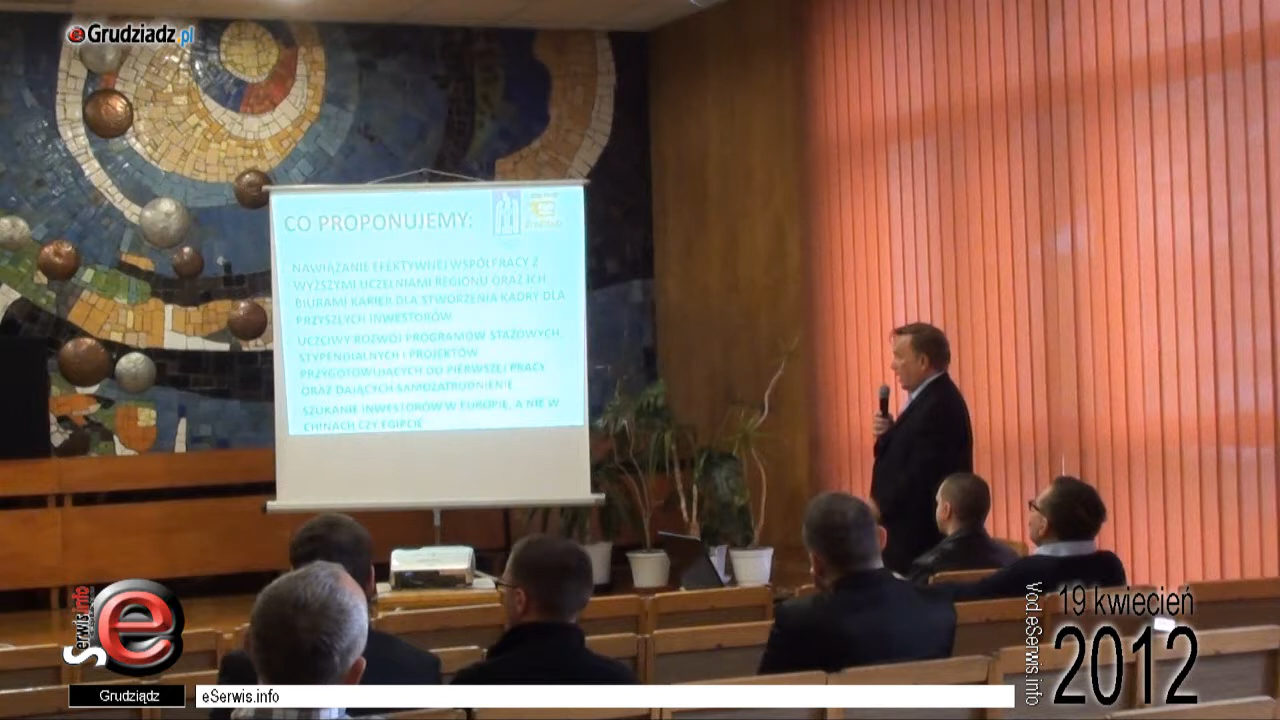 eGrudziadz.pl
CO PROPONUJEMY:
NAWIĄZANIE EFEKTYWNEJ WSPÓŁPRACY Z
WYŻSZYMI UCZELNIAMI REGIONU ORAZ ICH
BIURAMI KARIER DLA STWORZENIA KADRY DLA
PRZYSZŁYCH INWESTORÓW
UCZCIWY ROZWÓJ PROGRAMÓW STAŻOWYCH,
STYPENDIALNYCH I PROJEKTÓW
PRZYGOTOWUJĄCYCH DO PIERWSZEJ PRACY
ORAZ DAJĄCYCH SAMOZATRUDNIENIE
SZUKANIE INWESTORÓW W EUROPIE, A NIE W
CHINACH CZY EGIPCIE
Serwis.info
e
Grudziądz
eSerwis.info
Vod.eSerwis.info
19 kwiecień
2012